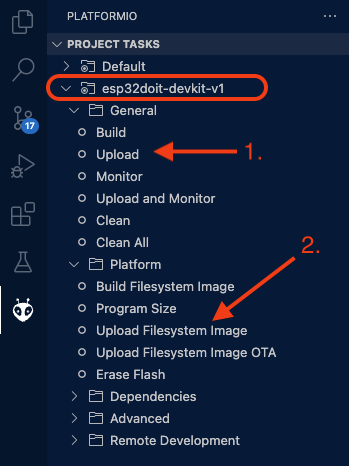 PLATFORMIO
PROJECT TASKS
Default
esp32doit-devkit-v1
General
Build
Upload
1.
Monitor
17
Upload and Monitor
Clean
Clean All
2.
Platform
Build Filesystem Image
Program Size
Upload Filesystem Image
Upload Filesystem Image OTA
Erase Flash
Dependencies
Advanced
Remote Development